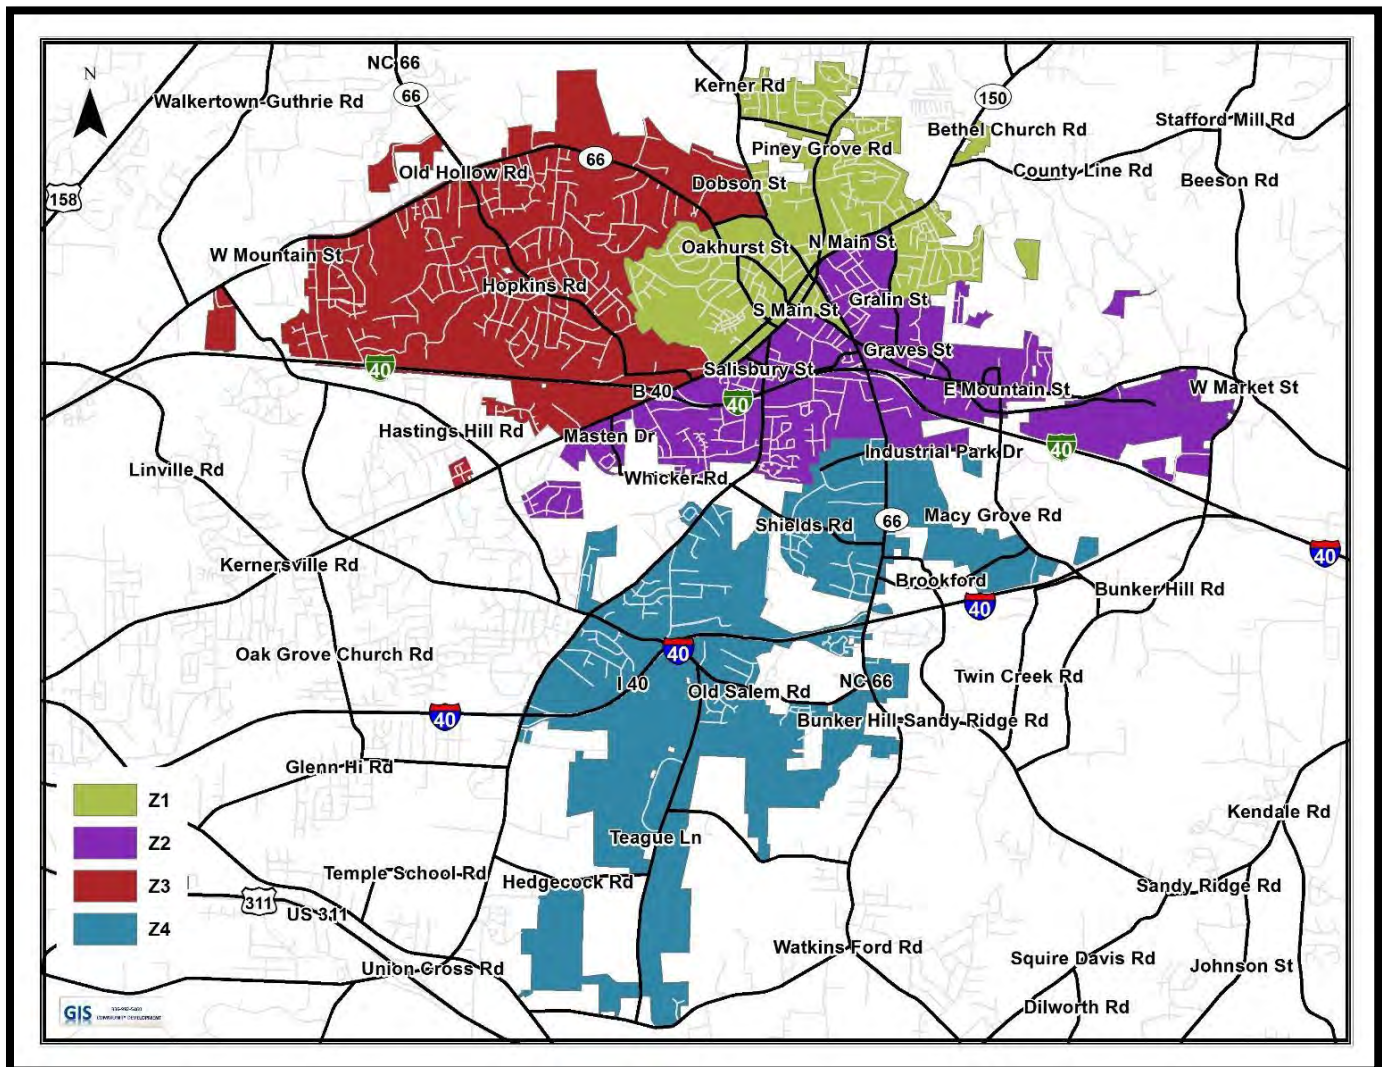 N
NC 66
66
Walkertown-Guthrie Rd
Kerner Rd
150
Bethel Church Rd
Stafford Mill Rd
Piney Grove Rd
66
Old Hollow Rd
County Line Rd
Beeson Rd
Dobson St
158
W Mountain St
Oakhurst St
N Main St
Hopkins Rd
Gralin St
S Main St
Graves St
40
Salisbury St
E Mountain St
W Market St
B 40
40
Hastings Hill Rd
Masten Dr
40
Industrial Park Dr
Linville Rd
Whicker Rd
Shields Rd
66
Macy Grove Rd
40
Kernersville Rd
Brookford
Bunker Hill Rd
40
Oak Grove Church Rd
40
I 40
Old Salem Rd
NC 66
Twin Creek Rd
40
Bunker Hill Sandy Ridge Rd
Glenn Hi Rd
Z1
Z2
Z3
Z4
Kendale Rd
Teague Ln
Temple School Rd
Hedgecock Rd
Sandy Ridge Rd
311
US 311
Watkins Ford Rd
Squire Davis Rd
Union Cross Rd
Johnson St
Dilworth Rd
GIS
COMMUNITY DEVELOPMENT